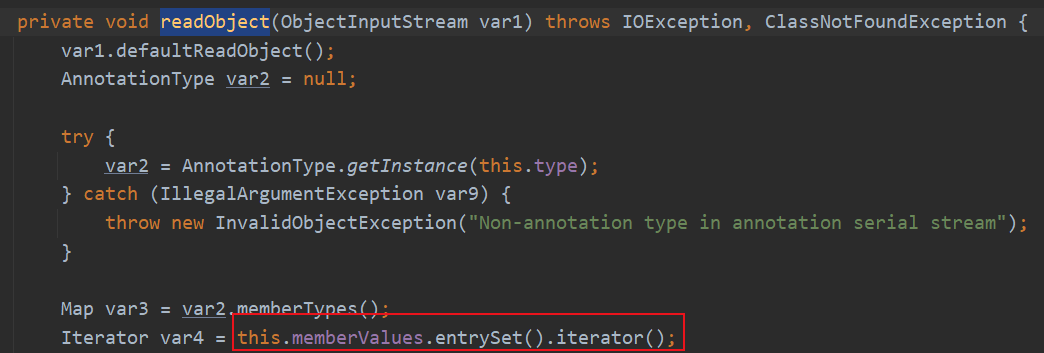 private void readObject(ObjectInputStream var1) throws IOException, ClassNotFoundException {
var1.defaultReadObject();
AnnotationType var2 = null;
try {
var2 = AnnotationType.getInstance(this.type);
} catch (IllegalArgumentException var9) {
throw new InvalidObjectException("Non-annotation type in annotation serial stream");
}
Map var3 = var2.memberTypes();
Iterator var4 = this.memberValues.entrySet().iterator();